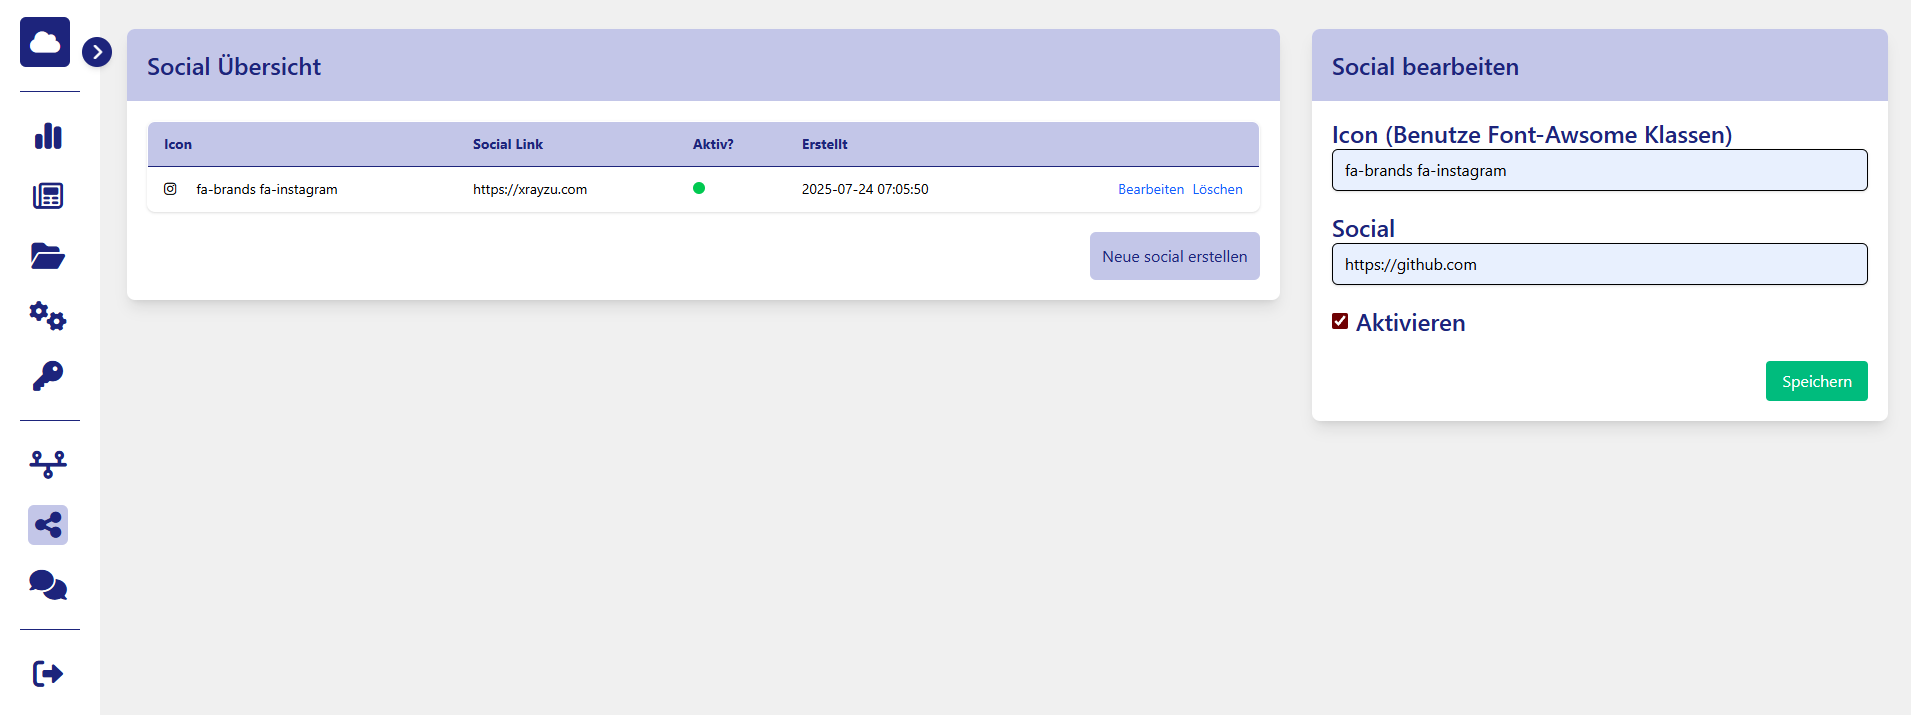 Social Übersicht
Icon Social Link Aktiv? Erstellt
fa-brands fa-instagram https://xrayzu.com 2025-07-24 07:05:50 Bearbeiten Löschen
Neue social erstellen
Social bearbeiten
Icon (Benutze Font-Awsome Klassen)
fa-brands fa-instagram
Social
https://github.com
Aktivieren
Speichern